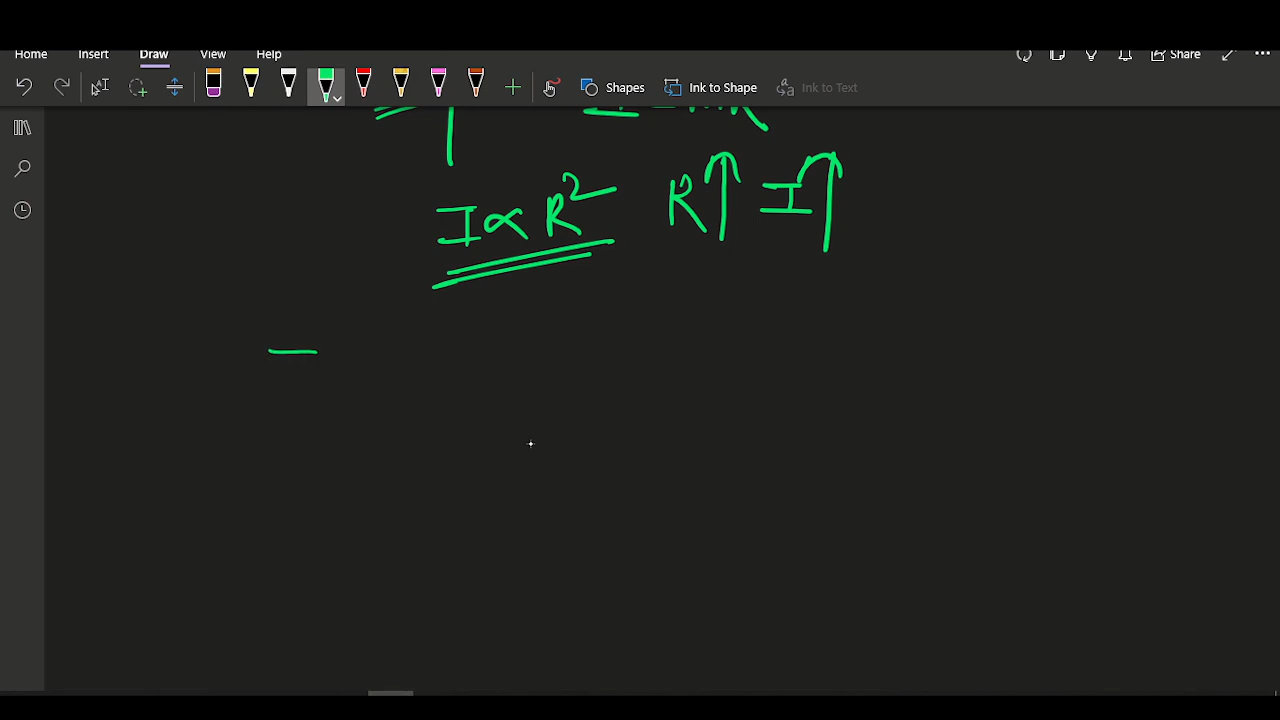 Home Insert Draw View Help Share
Shapes Ink to Shape Ink to Text
I ∝ R² R↑ I↑